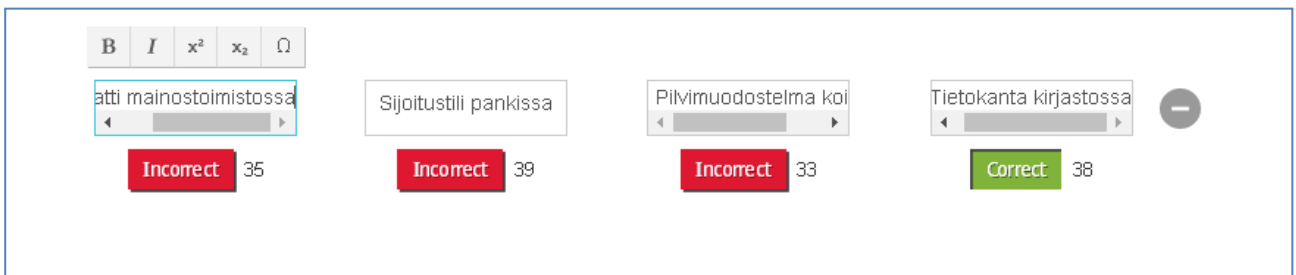 B I x² x₂ Ω
atti mainostoimistossa Sijoitustili pankissa Pilvimuodostelma koi Tietokanta kirjastossa
Incorrect 35 Incorrect 39 Incorrect 33 Correct 38